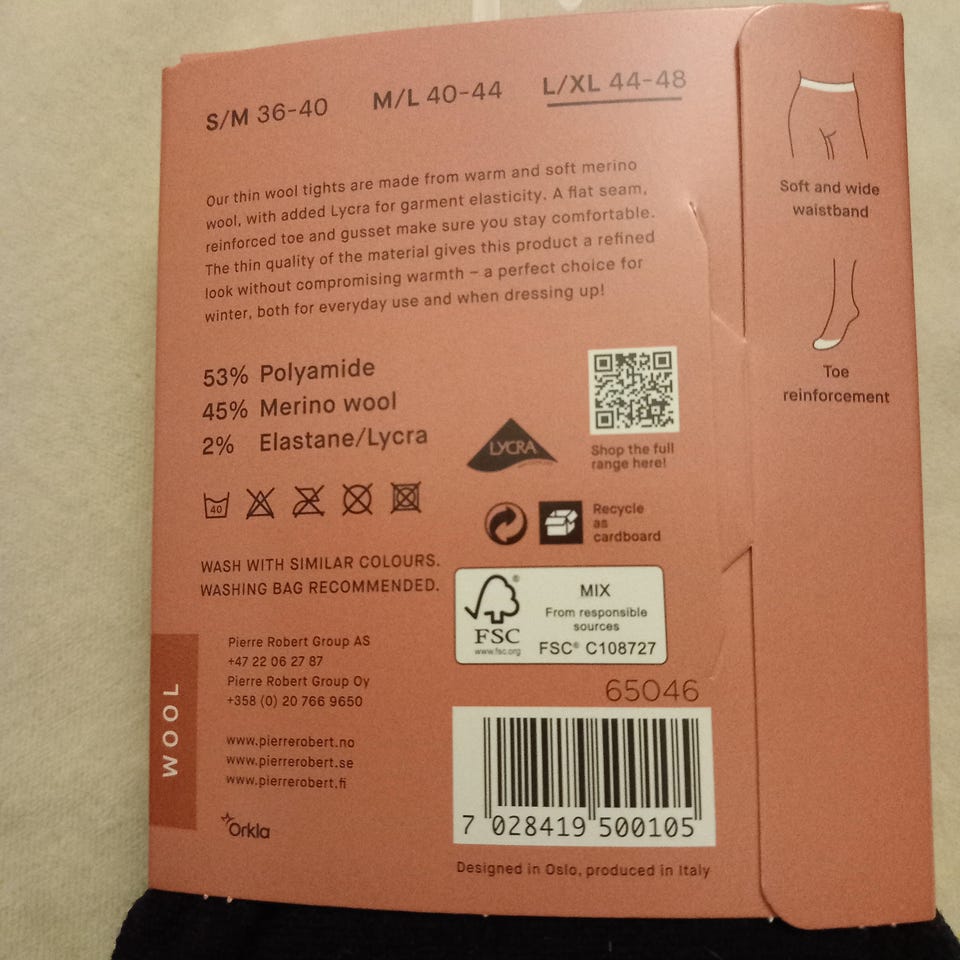 S/M 36-40 M/L 40-44 L/XL 44-48
Our thin wool tights are made from warm and soft merino
wool, with added Lycra for garment elasticity. A flat seam,
reinforced toe and gusset make sure you stay comfortable.
The thin quality of the material gives this product a refined
look without compromising warmth – a perfect choice for
winter, both for everyday use and when dressing up!
Soft and wide
waistband
Toe
reinforcement
53% Polyamide
45% Merino wool
2% Elastane/Lycra
LYCRA
Shop the full
range here!
40
Recycle
as
cardboard
WASH WITH SIMILAR COLOURS.
WASHING BAG RECOMMENDED.
FSC®
www.fsc.org
MIX
From responsible
sources
FSC® C108727
Pierre Robert Group AS
+47 22 06 27 87
Pierre Robert Group Oy
+358 (0) 20 766 9650
www.pierrerobert.no
www.pierrerobert.se
www.pierrerobert.fi
WOOL
Orkla
65046
7 028419 500105
Designed in Oslo, produced in Italy